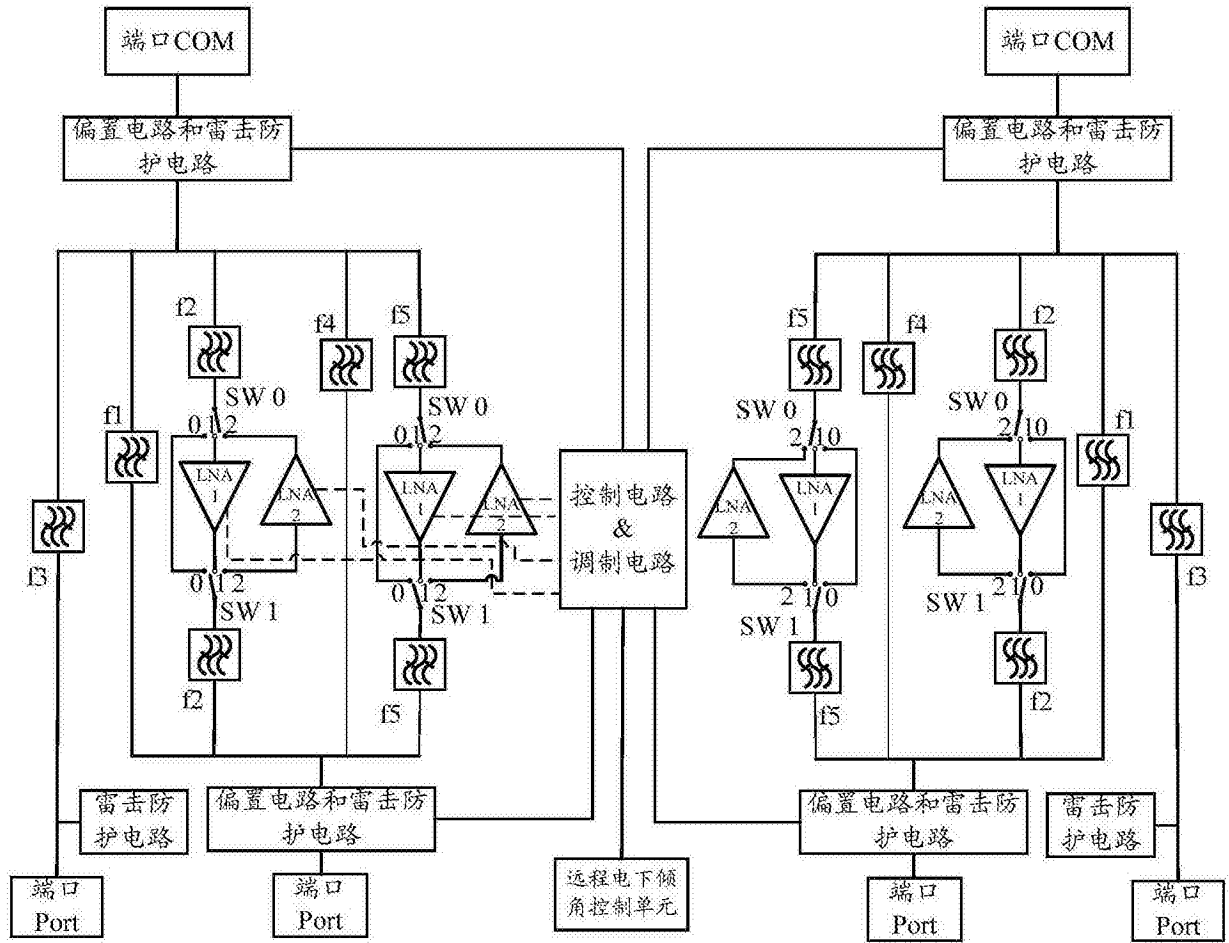 端口COM
端口COM
偏置电路和雷击防
护电路
偏置电路和雷击防
护电路
f2
f4
f5
f5
f4
f2
SW 0
SW 0
SW 0
SW 0
f1
f1
0 1 2
0 1 2
2 1 0
2 1 0
LNA
1
LNA
2
LNA
1
LNA
2
控制电路
&
调制电路
LNA
2
LNA
1
LNA
2
LNA
1
f3
f3
0 1 2
0 1 2
2 1 0
2 1 0
SW 1
SW 1
SW 1
SW 1
f2
f5
f5
f2
雷击防
护电路
偏置电路和雷击防
护电路
偏置电路和雷击防
护电路
雷击防
护电路
端口
Port
端口
Port
远程电下倾
角控制单元
端口
Port
端口
Port